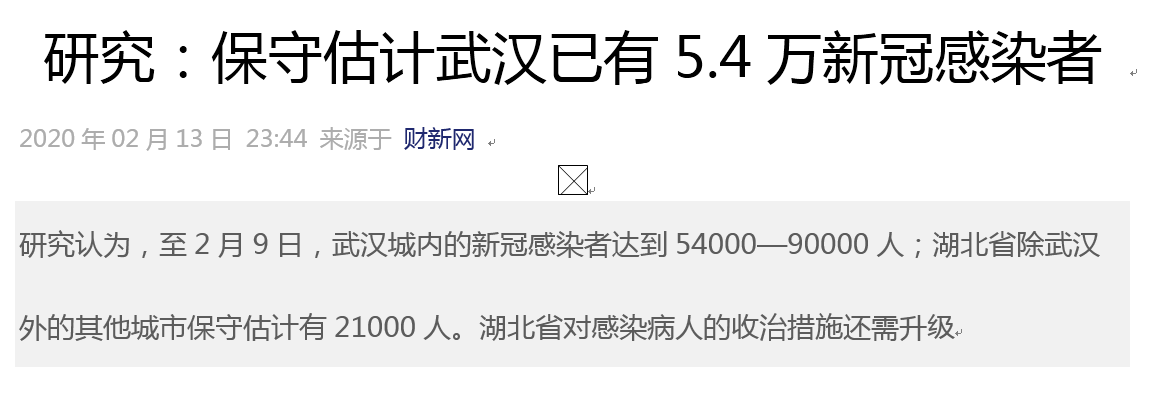 研究：保守估计武汉已有 5.4 万新冠感染者
2020 年 02 月 13 日 23:44 来源于 财新网
研究认为，至 2 月 9 日，武汉城内的新冠感染者达到 54000—90000 人；湖北省除武汉
外的其他城市保守估计有 21000 人。湖北省对感染病人的收治措施还需升级